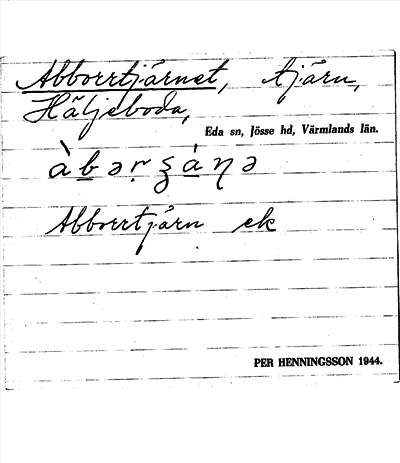 Abborrtjärnet, tjärn,
Häljeboda,
Eda sn, Jösse hd, Värmlands län.
Abborrtjärn ek
PER HENNINGSSON 1944.